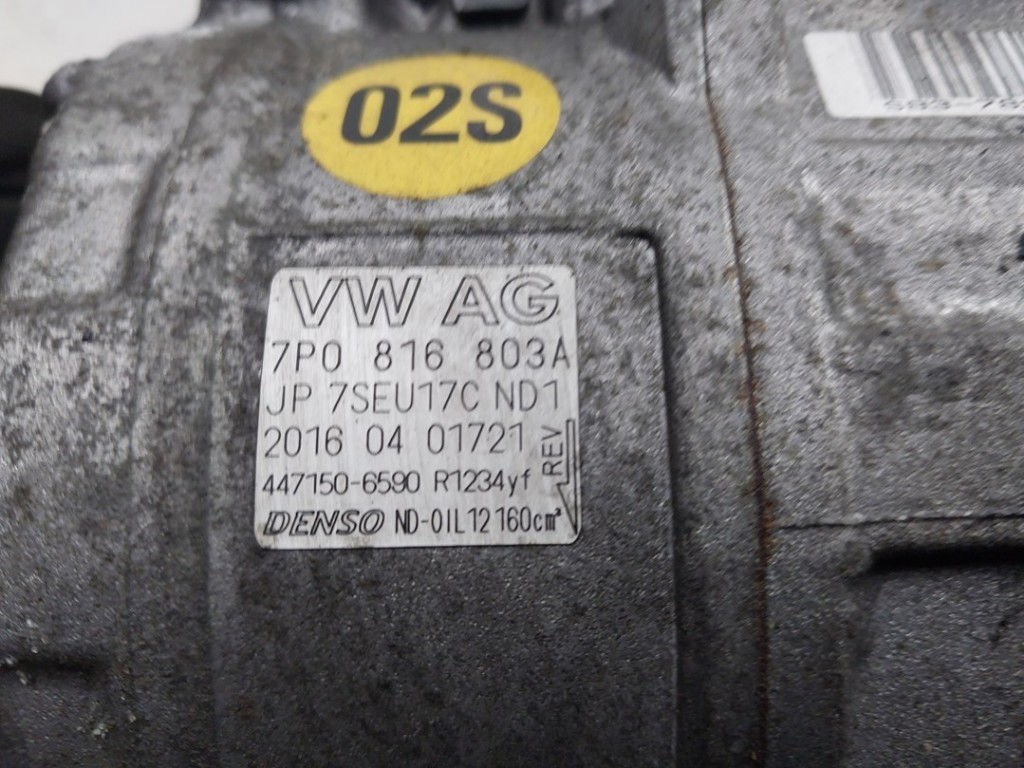 02S
VW AG
7P0 816 803A
JP 7SEU17C ND1
2016 04 01721
REV
447150-6590 R1234yf
DENSO ND-OIL12 160cm³